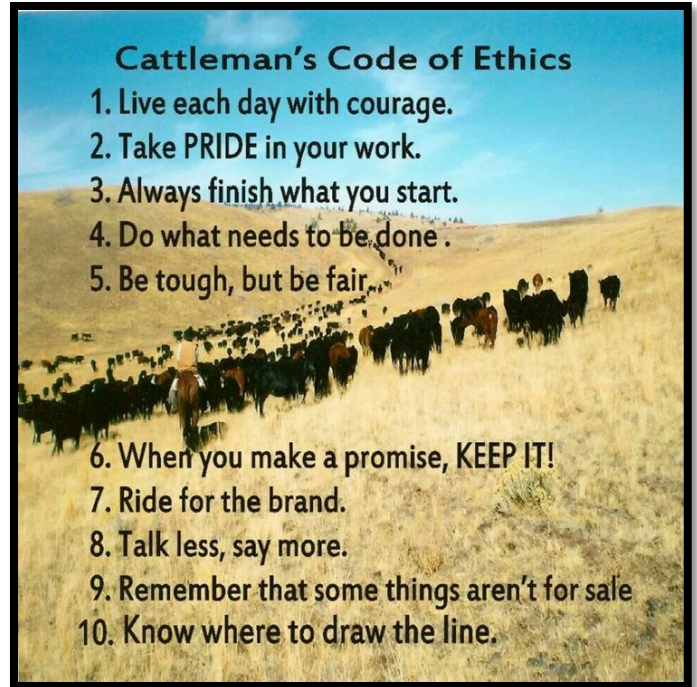 Cattleman's Code of Ethics
1. Live each day with courage.
2. Take PRIDE in your work.
3. Always finish what you start.
4. Do what needs to be done .
5. Be tough, but be fair.
6. When you make a promise, KEEP IT!
7. Ride for the brand.
8. Talk less, say more.
9. Remember that some things aren't for sale
10. Know where to draw the line.